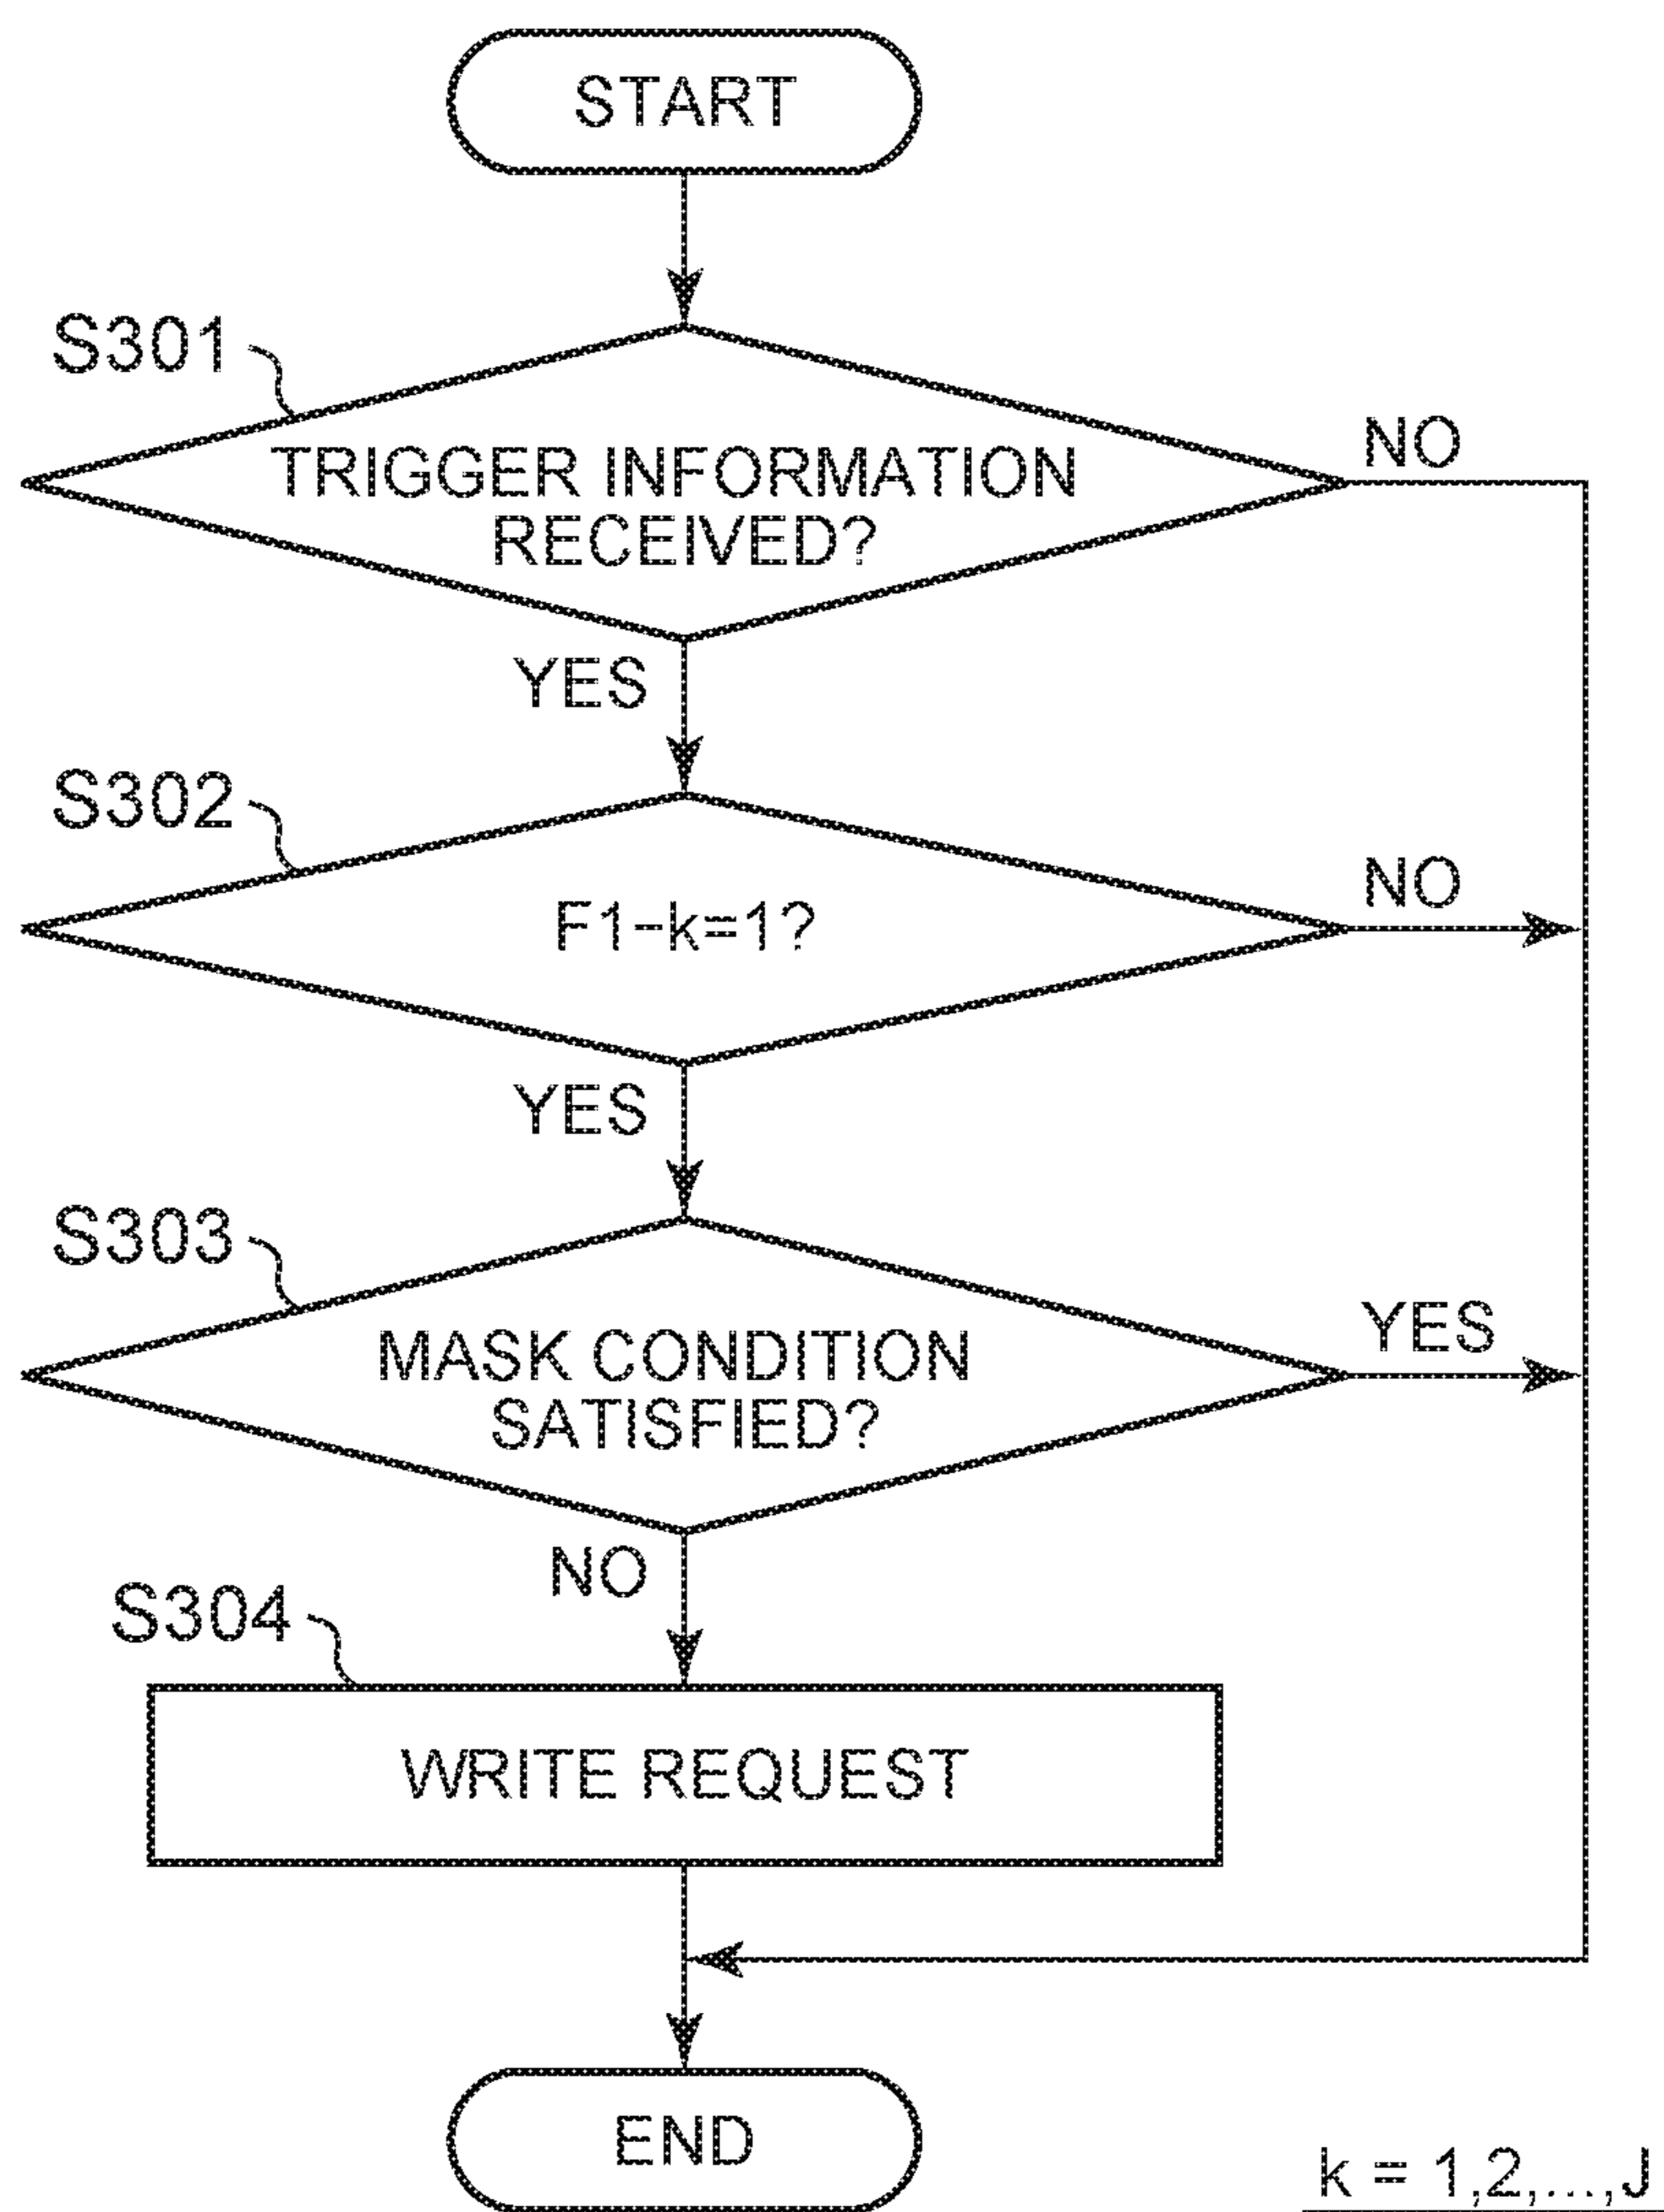 START
S301
TRIGGER INFORMATION
RECEIVED?
NO
YES
S302
F1-k=1?
NO
YES
S303
MASK CONDITION
SATISFIED?
YES
NO
S304
WRITE REQUEST
END
k = 1,2,...,J